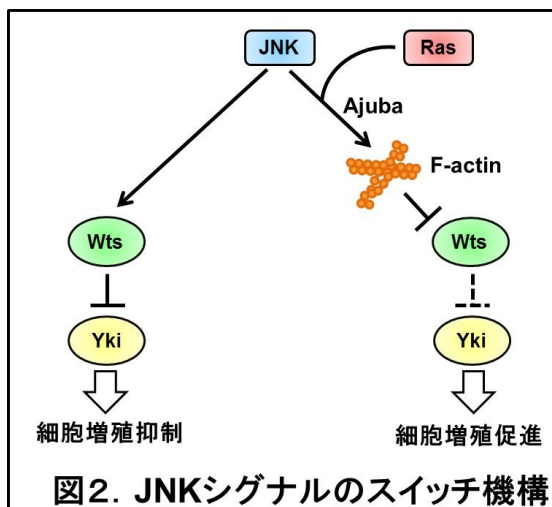 JNK
Ras
Ajuba
F-actin
Wts
Wts
Yki
Yki
細胞増殖抑制
細胞増殖促進
図2. JNKシグナルのスイッチ機構